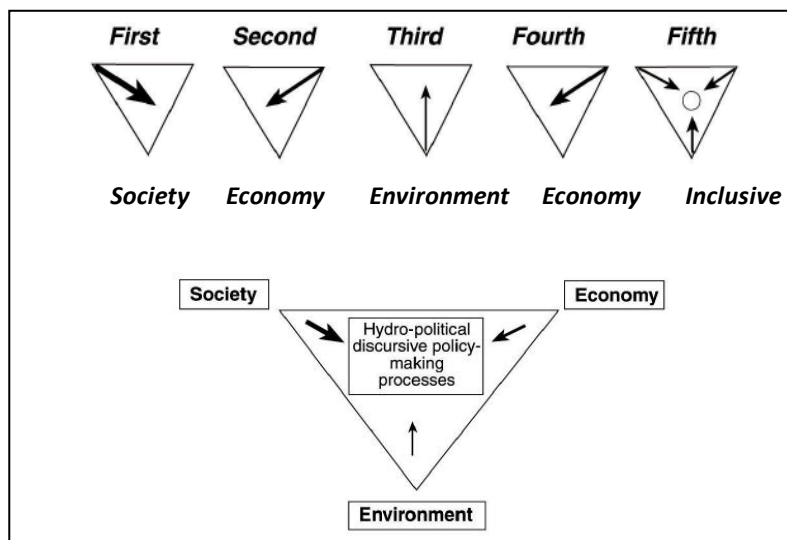 First Second Third Fourth Fifth
Society Economy Environment Economy Inclusive
Society
Economy
Hydro-political
discursive policy-
making
processes
Environment